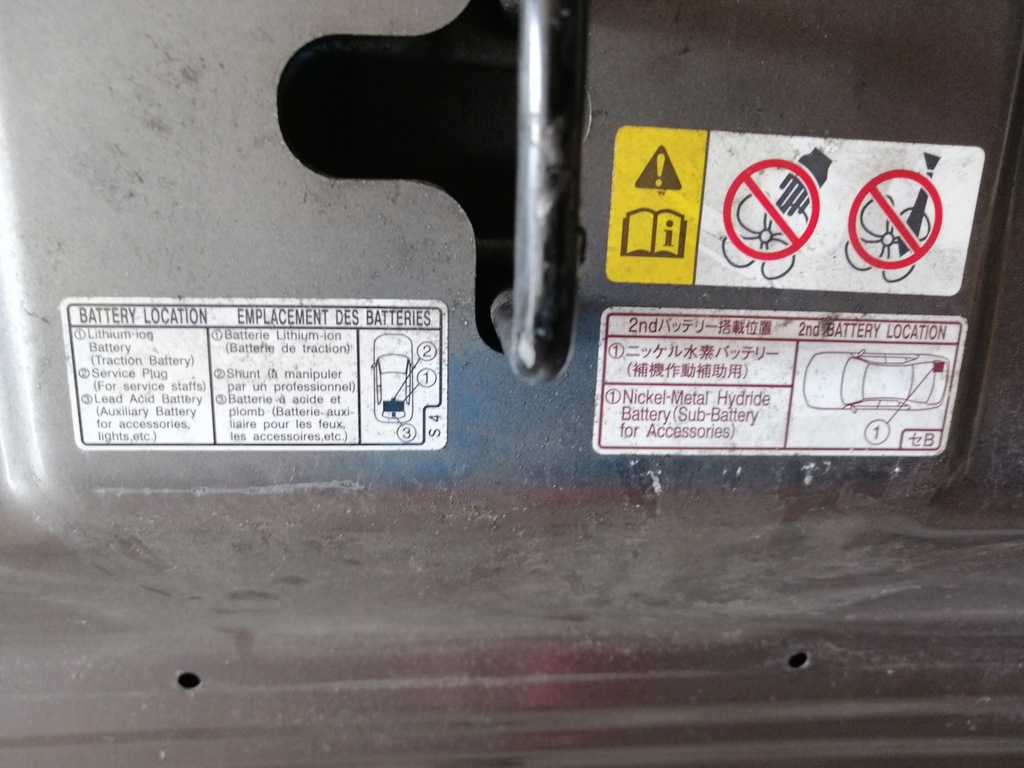 BATTERY LOCATION
EMPLACEMENT DES BATTERIES
①Lithium-ion
Battery
(Traction Battery)
②Service Plug
(For service staffs)
③Lead Acid Battery
(Auxiliary Battery
for accessories,
lights,etc.)
①Batterie Lithium-ion
(Batterie de traction)
②Shunt (à manipuler
par un professionnel)
③Batterie à acide et
plomb (Batterie auxi-
liaire pour les feux,
les accessoires,etc.)
②
①
③
S4
2ndバッテリー搭載位置
2nd BATTERY LOCATION
①ニッケル水素バッテリー
(補機作動補助用)
①Nickel-Metal Hydride
Battery (Sub-Battery
for Accessories)
①
セB